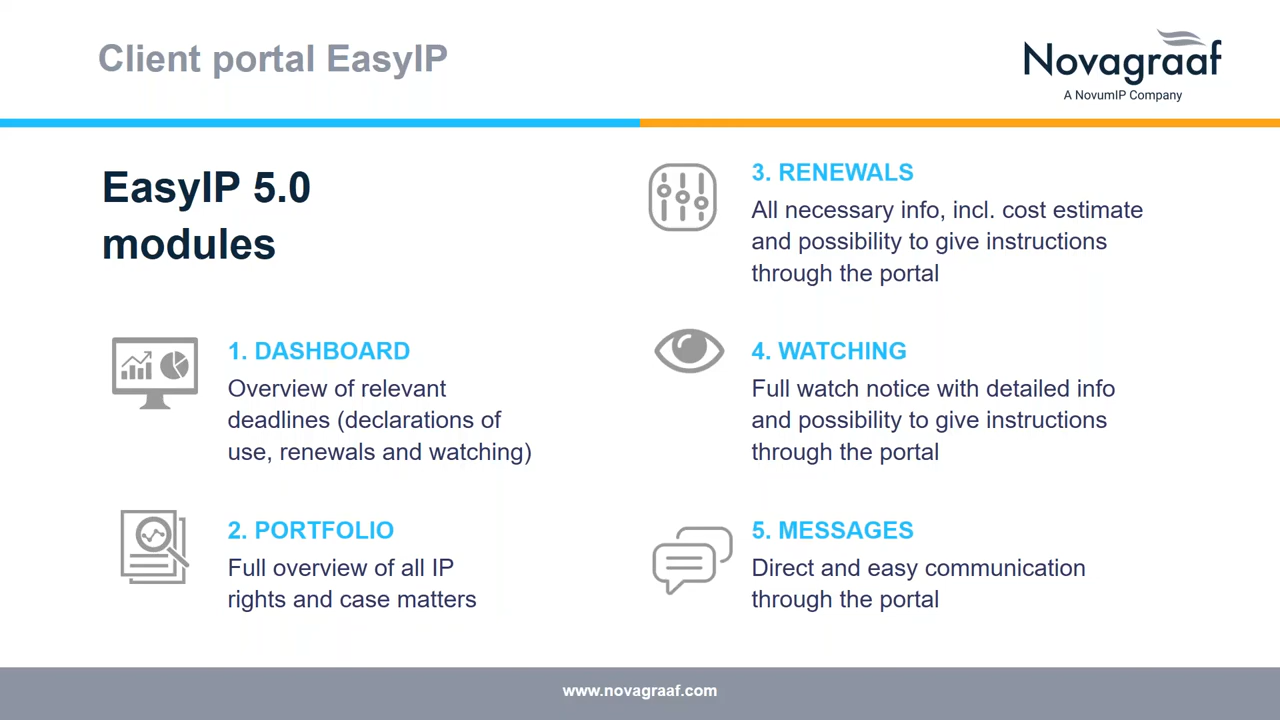 Client portal EasyIP
Novagraaf
A NovumIP Company
EasyIP 5.0
modules
1. DASHBOARD
Overview of relevant
deadlines (declarations of
use, renewals and watching)
2. PORTFOLIO
Full overview of all IP
rights and case matters
3. RENEWALS
All necessary info, incl. cost estimate
and possibility to give instructions
through the portal
4. WATCHING
Full watch notice with detailed info
and possibility to give instructions
through the portal
5. MESSAGES
Direct and easy communication
through the portal
www.novagraaf.com